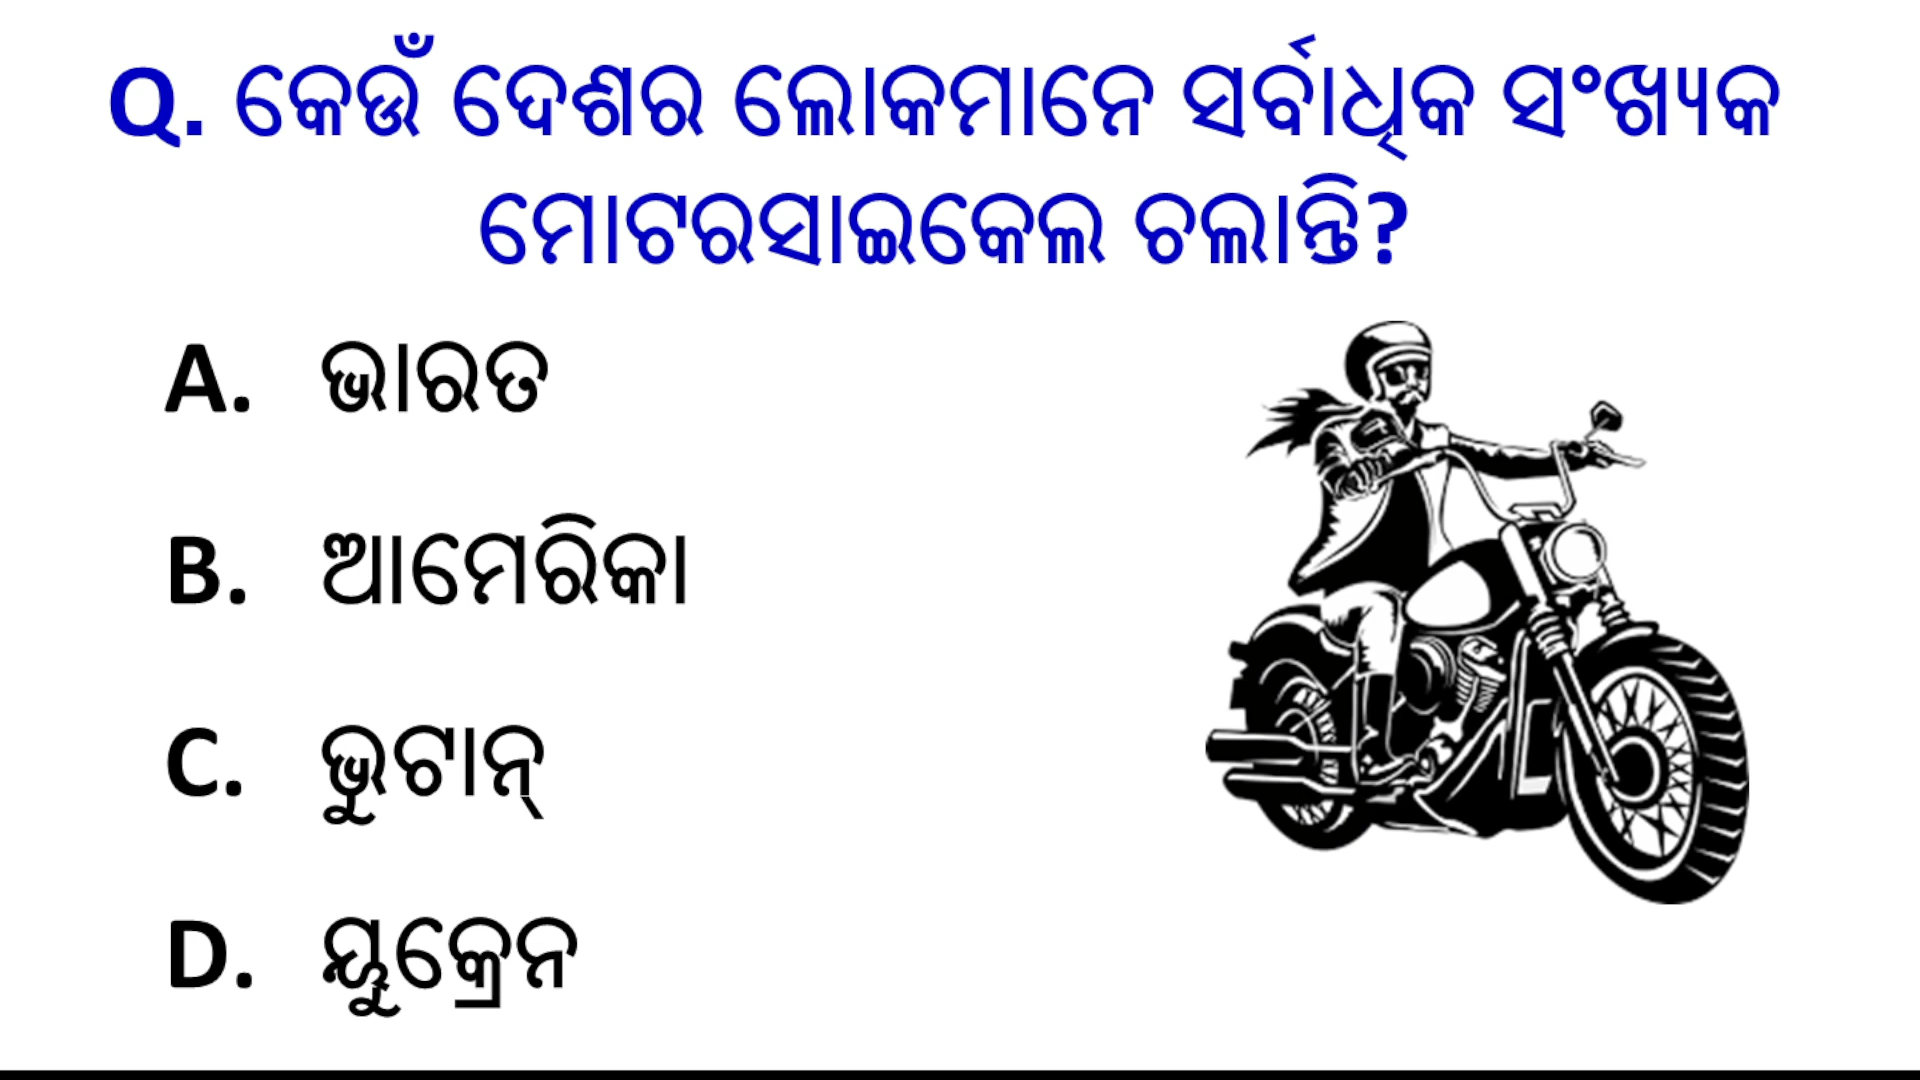 Q. କେଉଁ ଦେଶର ଲୋକମାନେ ସର୍ବାଧିକ ସଂଖ୍ୟକ
ମୋଟରସାଇକେଲ ଚଲାନ୍ତି?
A. ଭାରତ
B. ଆମେରିକା
C. ଭୁଟାନ୍
D. ୟୁକ୍ରେନ